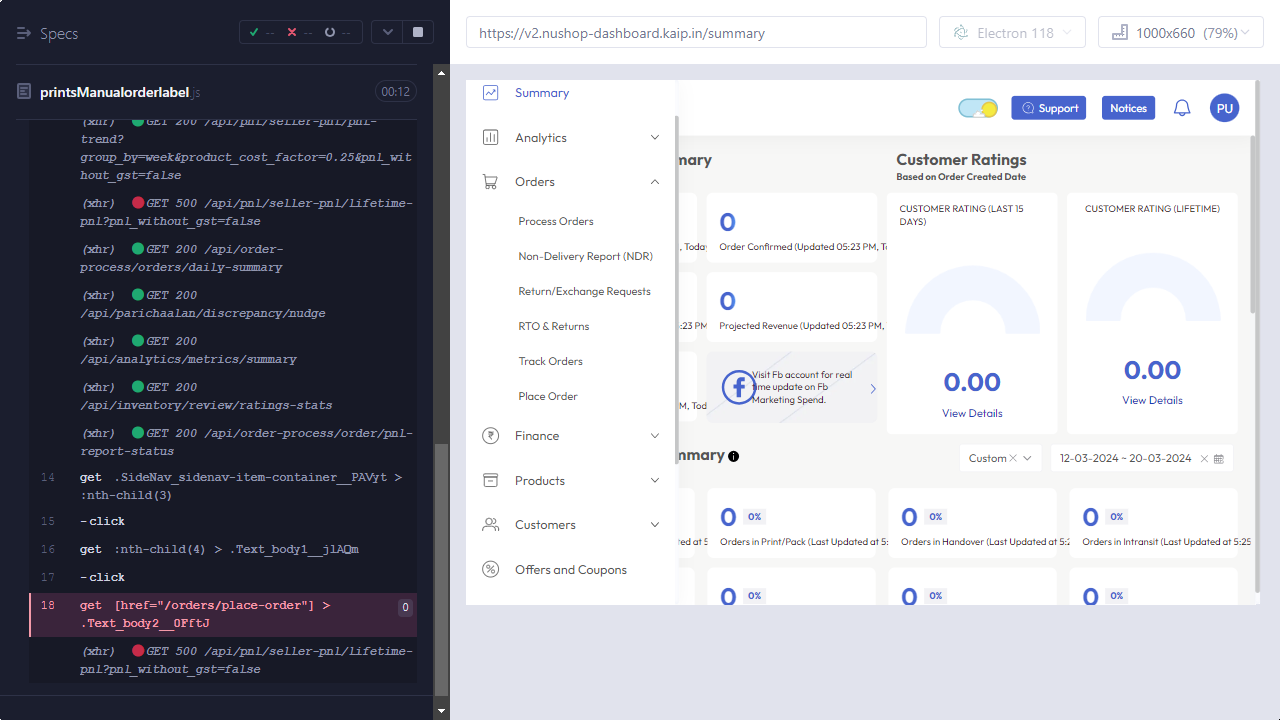 Specs
-- -- --
printsManualorderlabel.js 00:12
(xhr) GET 200 /api/pnl/seller-pnl/pnl-
trend?
group_by=week&product_cost_factor=0.25&pnl_wit
hout_gst=false
(xhr) GET 500 /api/pnl/seller-pnl/lifetime-
pnl?pnl_without_gst=false
(xhr) GET 200 /api/order-
process/orders/daily-summary
(xhr) GET 200
/api/parichaalan/discrepancy/nudge
(xhr) GET 200
/api/analytics/metrics/summary
(xhr) GET 200
/api/inventory/review/ratings-stats
(xhr) GET 200 /api/order-process/order/pnl-
report-status
14 get .SideNav_sidenav-item-container__PAVyt >
:nth-child(3)
15 -click
16 get :nth-child(4) > .Text_body1__jlAQm
17 -click
18 get [href="/orders/place-order"] > 0
.Text_body2__0FftJ
(xhr) GET 500 /api/pnl/seller-pnl/lifetime-
pnl?pnl_without_gst=false
https://v2.nushop-dashboard.kaip.in/summary
Electron 118
1000x660 (79%)
Summary
Analytics
Orders
Process Orders
Non-Delivery Report (NDR)
Return/Exchange Requests
RTO & Returns
Track Orders
Place Order
Finance
Products
Customers
Offers and Coupons
Support
Notices
PU
mary
Customer Ratings
Based on Order Created Date
0
, Today
Order Confirmed (Updated 05:23 PM, T
0
:23 PM
Projected Revenue (Updated 05:23 PM,
M, Tod
Visit Fb account for real
time update on Fb
Marketing Spend.
CUSTOMER RATING (LAST 15
DAYS)
0.00
View Details
CUSTOMER RATING (LIFETIME)
0.00
View Details
mmary
Custom
12-03-2024 ~ 20-03-2024
ated at 5
0 0%
Orders in Print/Pack (Last Updated at 5:
0 0%
Orders in Handover (Last Updated at 5:2
0 0%
Orders in Intransit (Last Updated at 5:25
0 0%
0 0%
0 0%